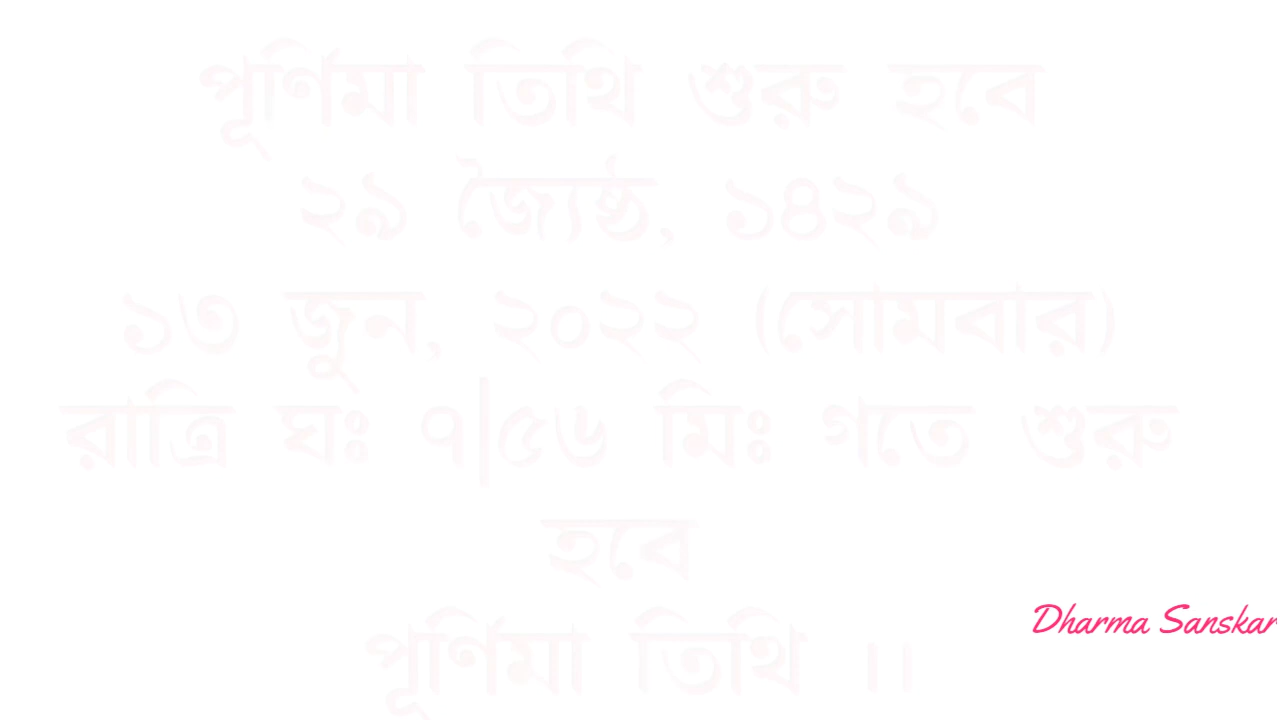 পূর্ণিমা তিথি শুরু হবে
২৯ জ্যৈষ্ঠ, ১৪২৯
১৩ জুন, ২০২২ (সোমবার)
রাত্রি ঘঃ ৭|৫৬ মিঃ গতে শুরু
হবে
Dharma Sanskar
পূর্ণিমা তিথি ।।